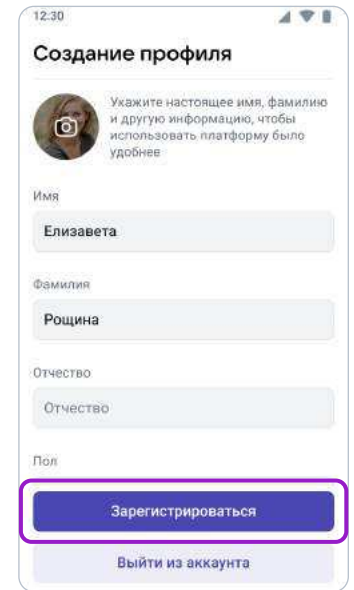 12:30
Создание профиля
Укажите настоящее имя, фамилию
и другую информацию, чтобы
использовать платформу было
удобнее
Имя
Елизавета
Фамилия
Рощина
Отчество
Отчество
Пол
Зарегистрироваться
Выйти из аккаунта